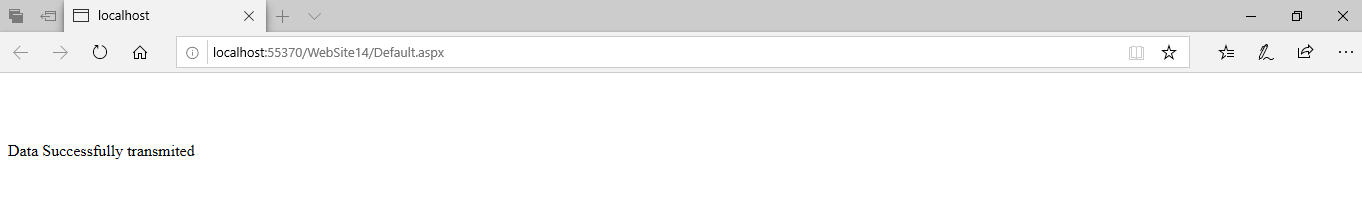 localhost
localhost:55370/WebSite14/Default.aspx
Data Successfully transmited